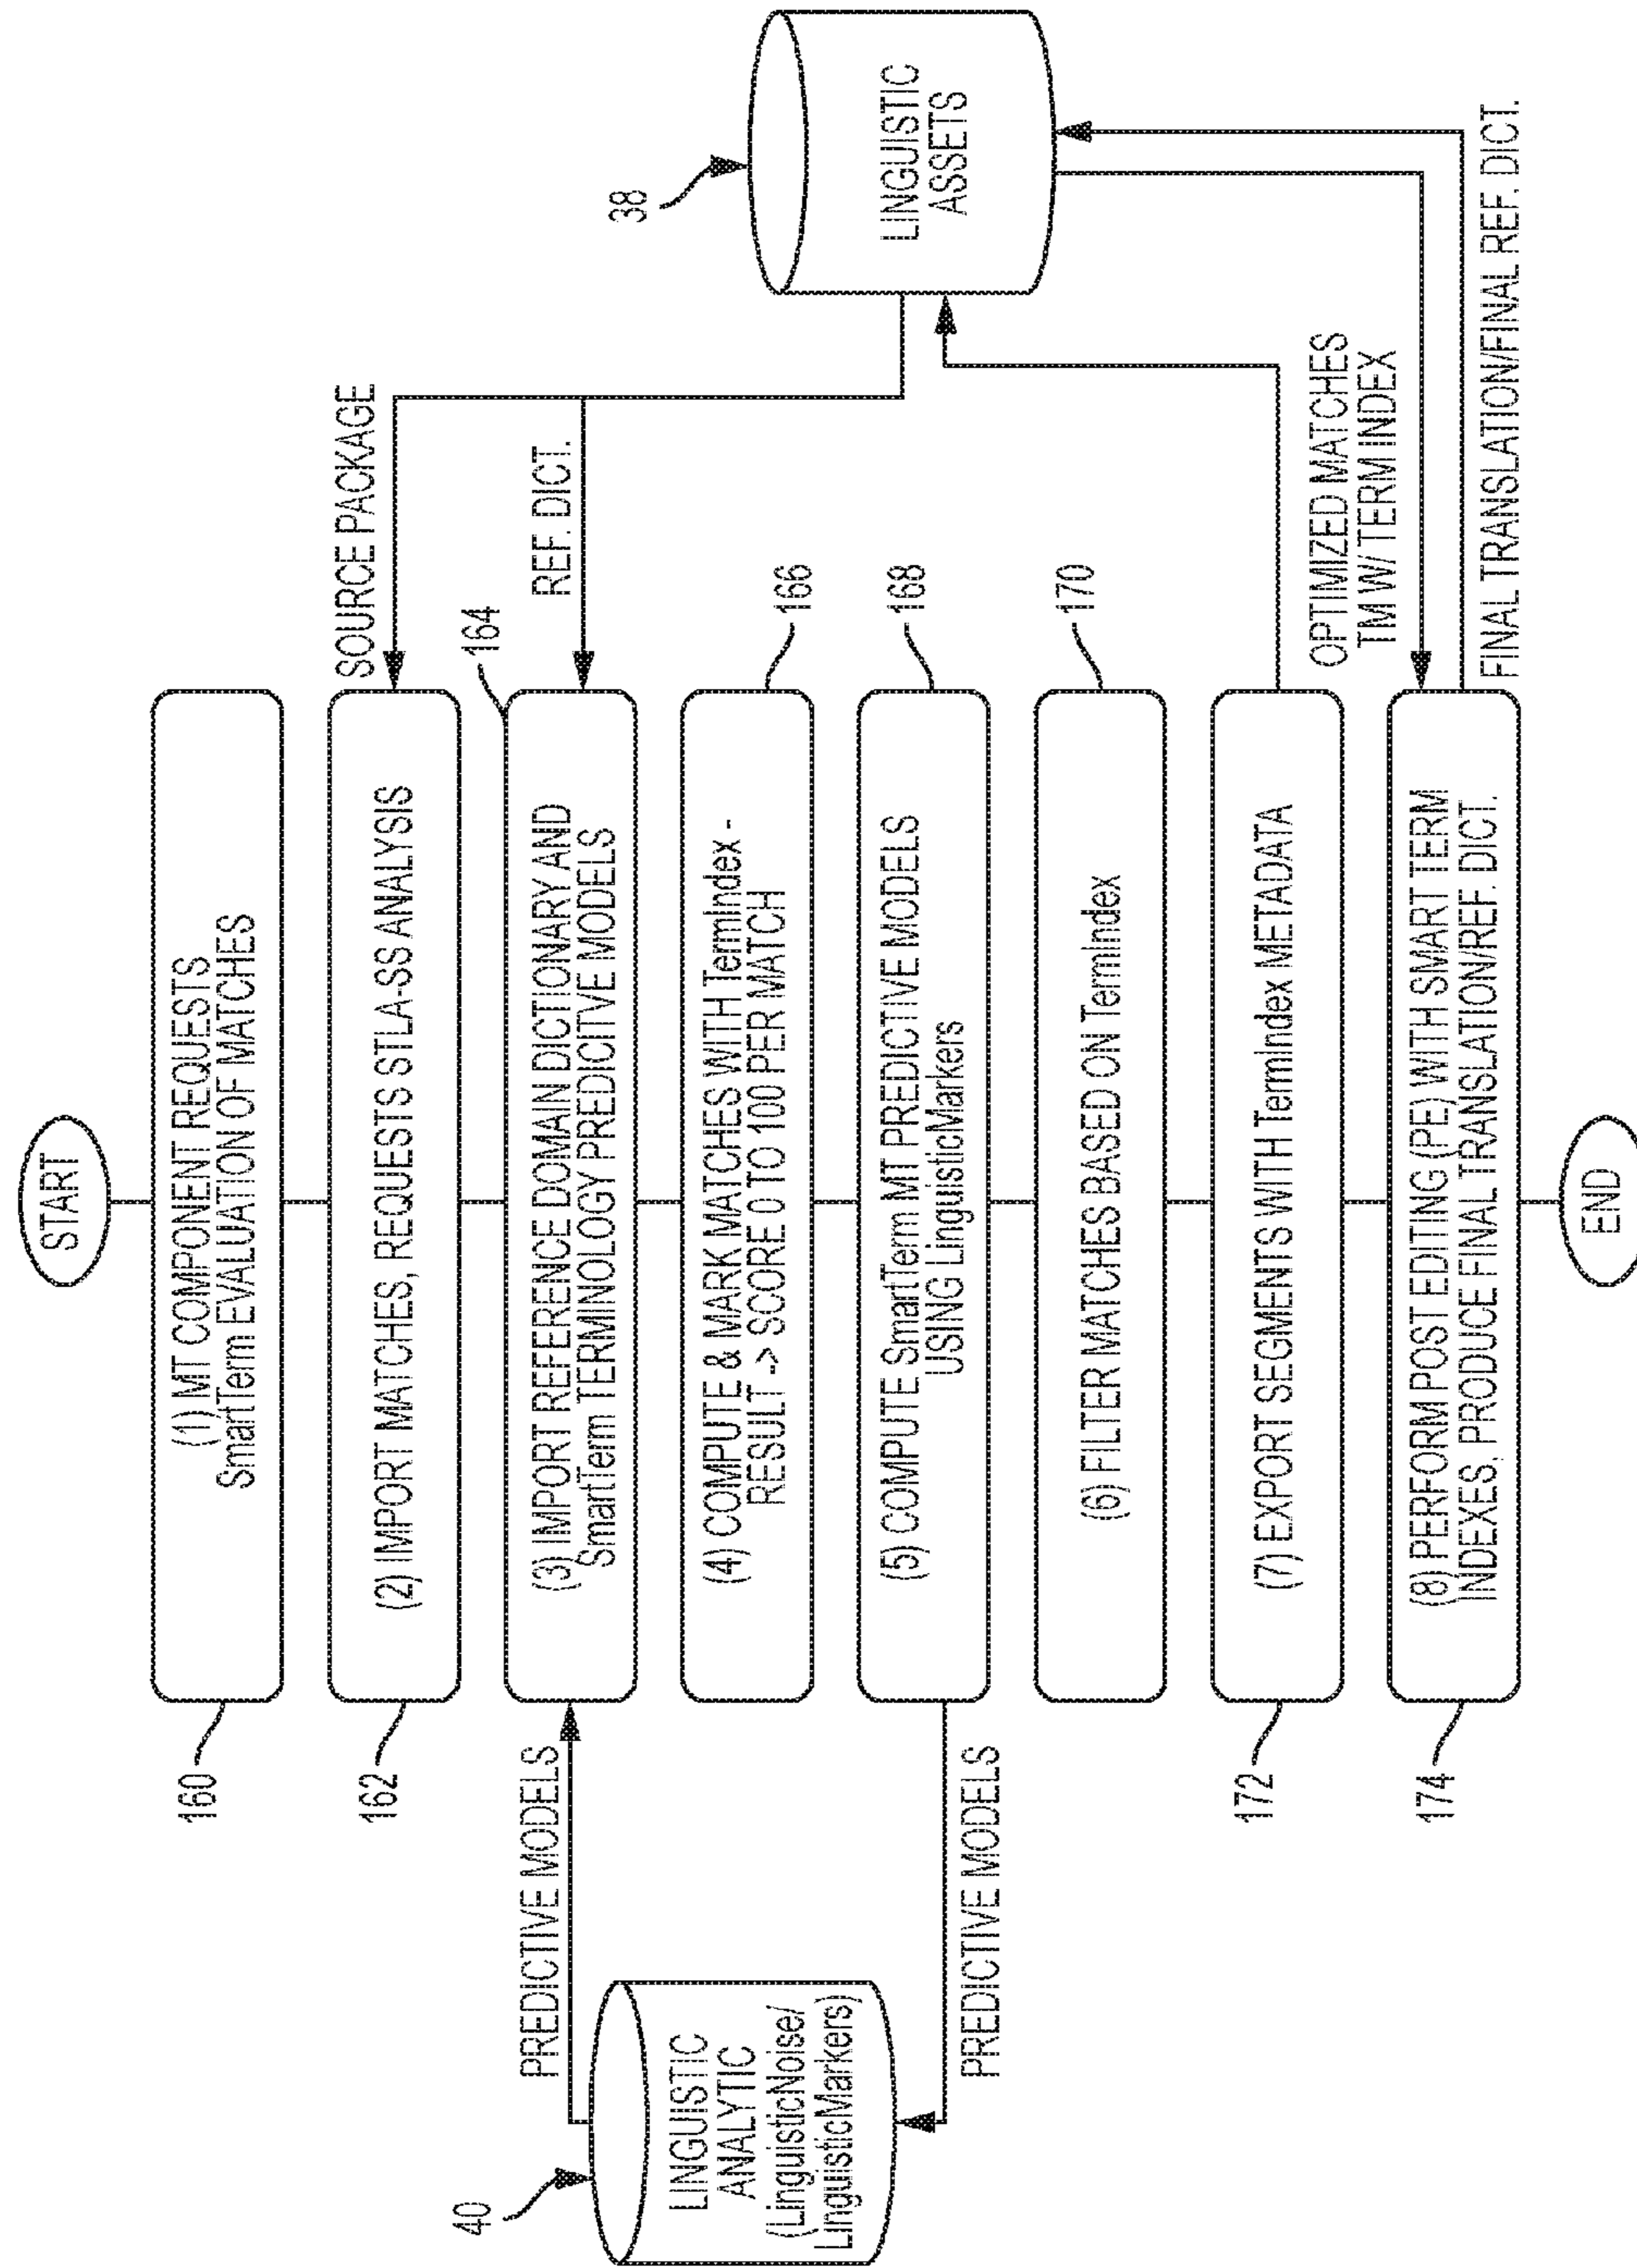 START
(1) MT COMPONENT REQUESTS
SmartTerm EVALUATION OF MATCHES
160
SOURCE PACKAGE
(2) IMPORT MATCHES, REQUESTS STLA-SS ANALYSIS
162
164
PREDICTIVE MODELS
(3) IMPORT REFERENCE DOMAIN DICTIONARY AND
SmartTerm TERMINOLOGY PREDICITVE MODELS
REF. DICT.
38
LINGUISTIC
ASSETS
40
LINGUISTIC
ANALYTIC
(LinguisticNoise/
LinguisticMarkers)
(4) COMPUTE & MARK MATCHES WITH TermIndex -
RESULT -> SCORE 0 TO 100 PER MATCH
166
(5) COMPUTE SmartTerm MT PREDICTIVE MODELS
USING LinguisticMarkers
168
PREDICTIVE MODELS
(6) FILTER MATCHES BASED ON TermIndex
170
(7) EXPORT SEGMENTS WITH TermIndex METADATA
172
OPTIMIZED MATCHES
TM W/ TERM INDEX
(8) PERFORM POST EDITING (PE) WITH SMART TERM
INDEXES, PRODUCE FINAL TRANSLATION/REF. DICT.
174
FINAL TRANSLATION/FINAL REF. DICT.
END